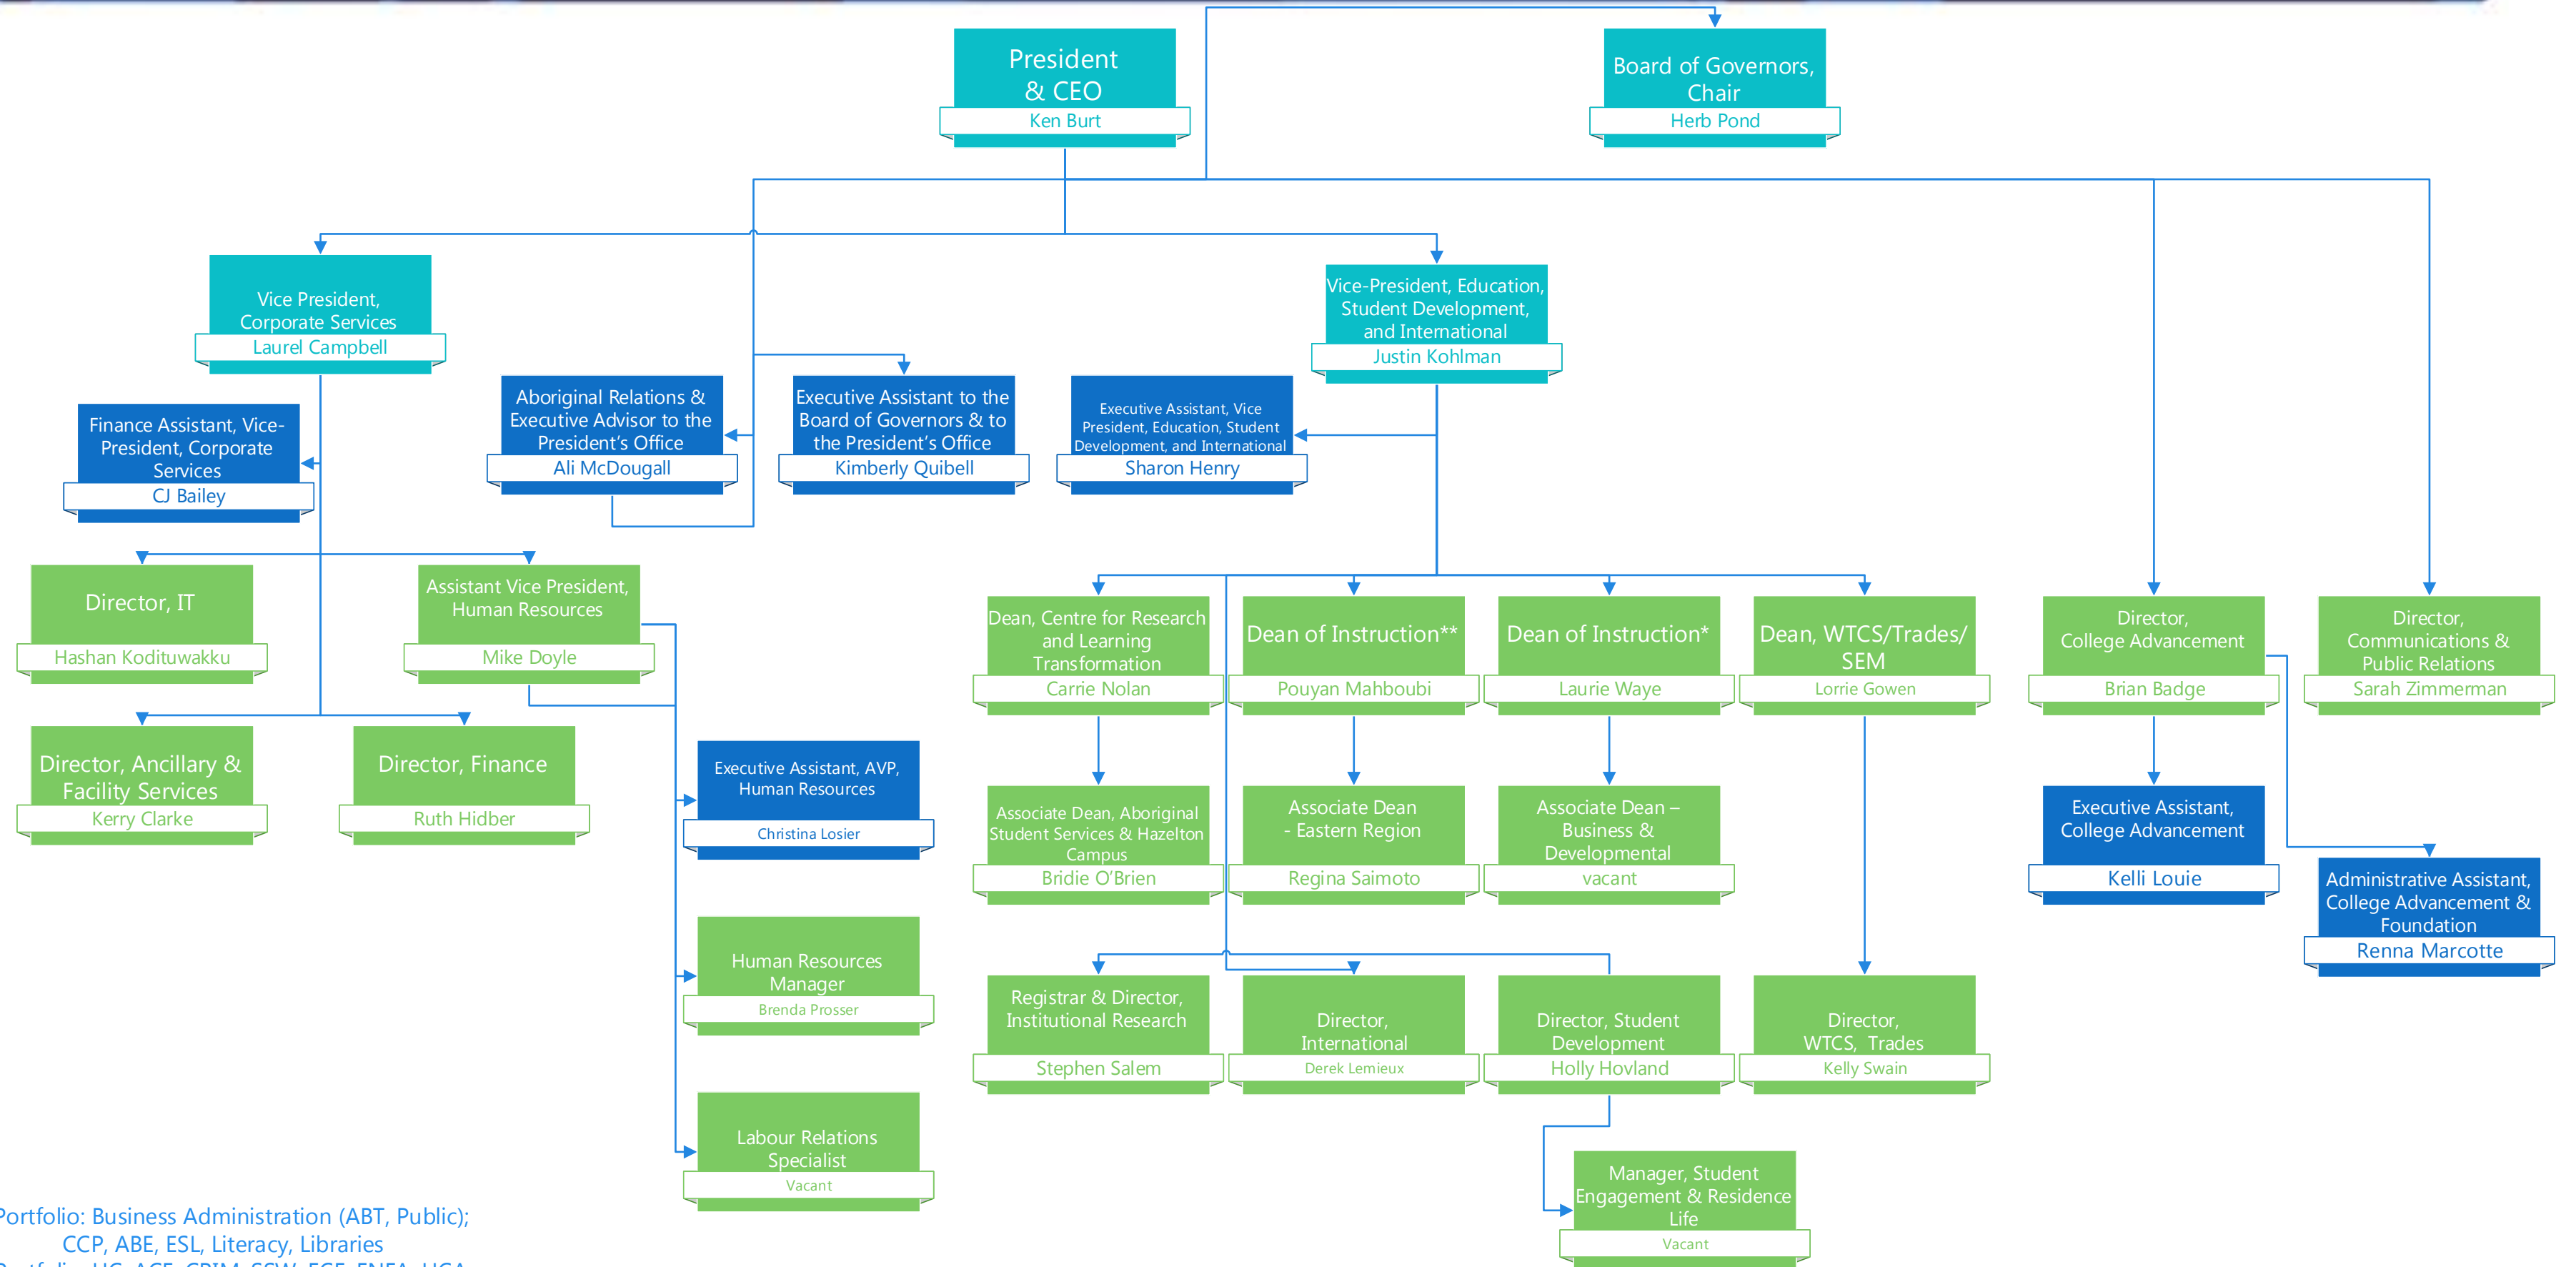 President
& CEO
Ken Burt
Board of Governors,
Chair
Herb Pond
Vice President,
Corporate Services
Laurel Campbell
Vice-President, Education,
Student Development,
and International
Justin Kohlman
Finance Assistant, Vice-
President, Corporate
Services
CJ Bailey
Aboriginal Relations &
Executive Advisor to the
President’s Office
Ali McDougall
Executive Assistant to the
Board of Governors & to
the President’s Office
Kimberly Quibell
Executive Assistant, Vice
President, Education, Student
Development, and International
Sharon Henry
Director, IT
Hashan Kodituwakku
Assistant Vice President,
Human Resources
Mike Doyle
Dean, Centre for Research
and Learning
Transformation
Carrie Nolan
Dean of Instruction**
Pouyan Mahboubi
Dean of Instruction*
Laurie Waye
Dean, WTCS/Trades/
SEM
Lorrie Gowen
Director,
College Advancement
Brian Badge
Director,
Communications &
Public Relations
Sarah Zimmerman
Director, Ancillary &
Facility Services
Kerry Clarke
Director, Finance
Ruth Hidber
Executive Assistant, AVP,
Human Resources
Christina Losier
Associate Dean, Aboriginal
Student Services & Hazelton
Campus
Bridie O’Brien
Associate Dean
- Eastern Region
Regina Saimoto
Associate Dean –
Business &
Developmental
vacant
Executive Assistant,
College Advancement
Kelli Louie
Administrative Assistant,
College Advancement &
Foundation
Renna Marcotte
Human Resources
Manager
Brenda Prosser
Registrar & Director,
Institutional Research
Stephen Salem
Director,
International
Derek Lemieux
Director, Student
Development
Holly Hovland
Director,
WTCS, Trades
Kelly Swain
Labour Relations
Specialist
Vacant
Manager, Student
Engagement & Residence
Life
Vacant
Portfolio: Business Administration (ABT, Public);
CCP, ABE, ESL, Literacy, Libraries